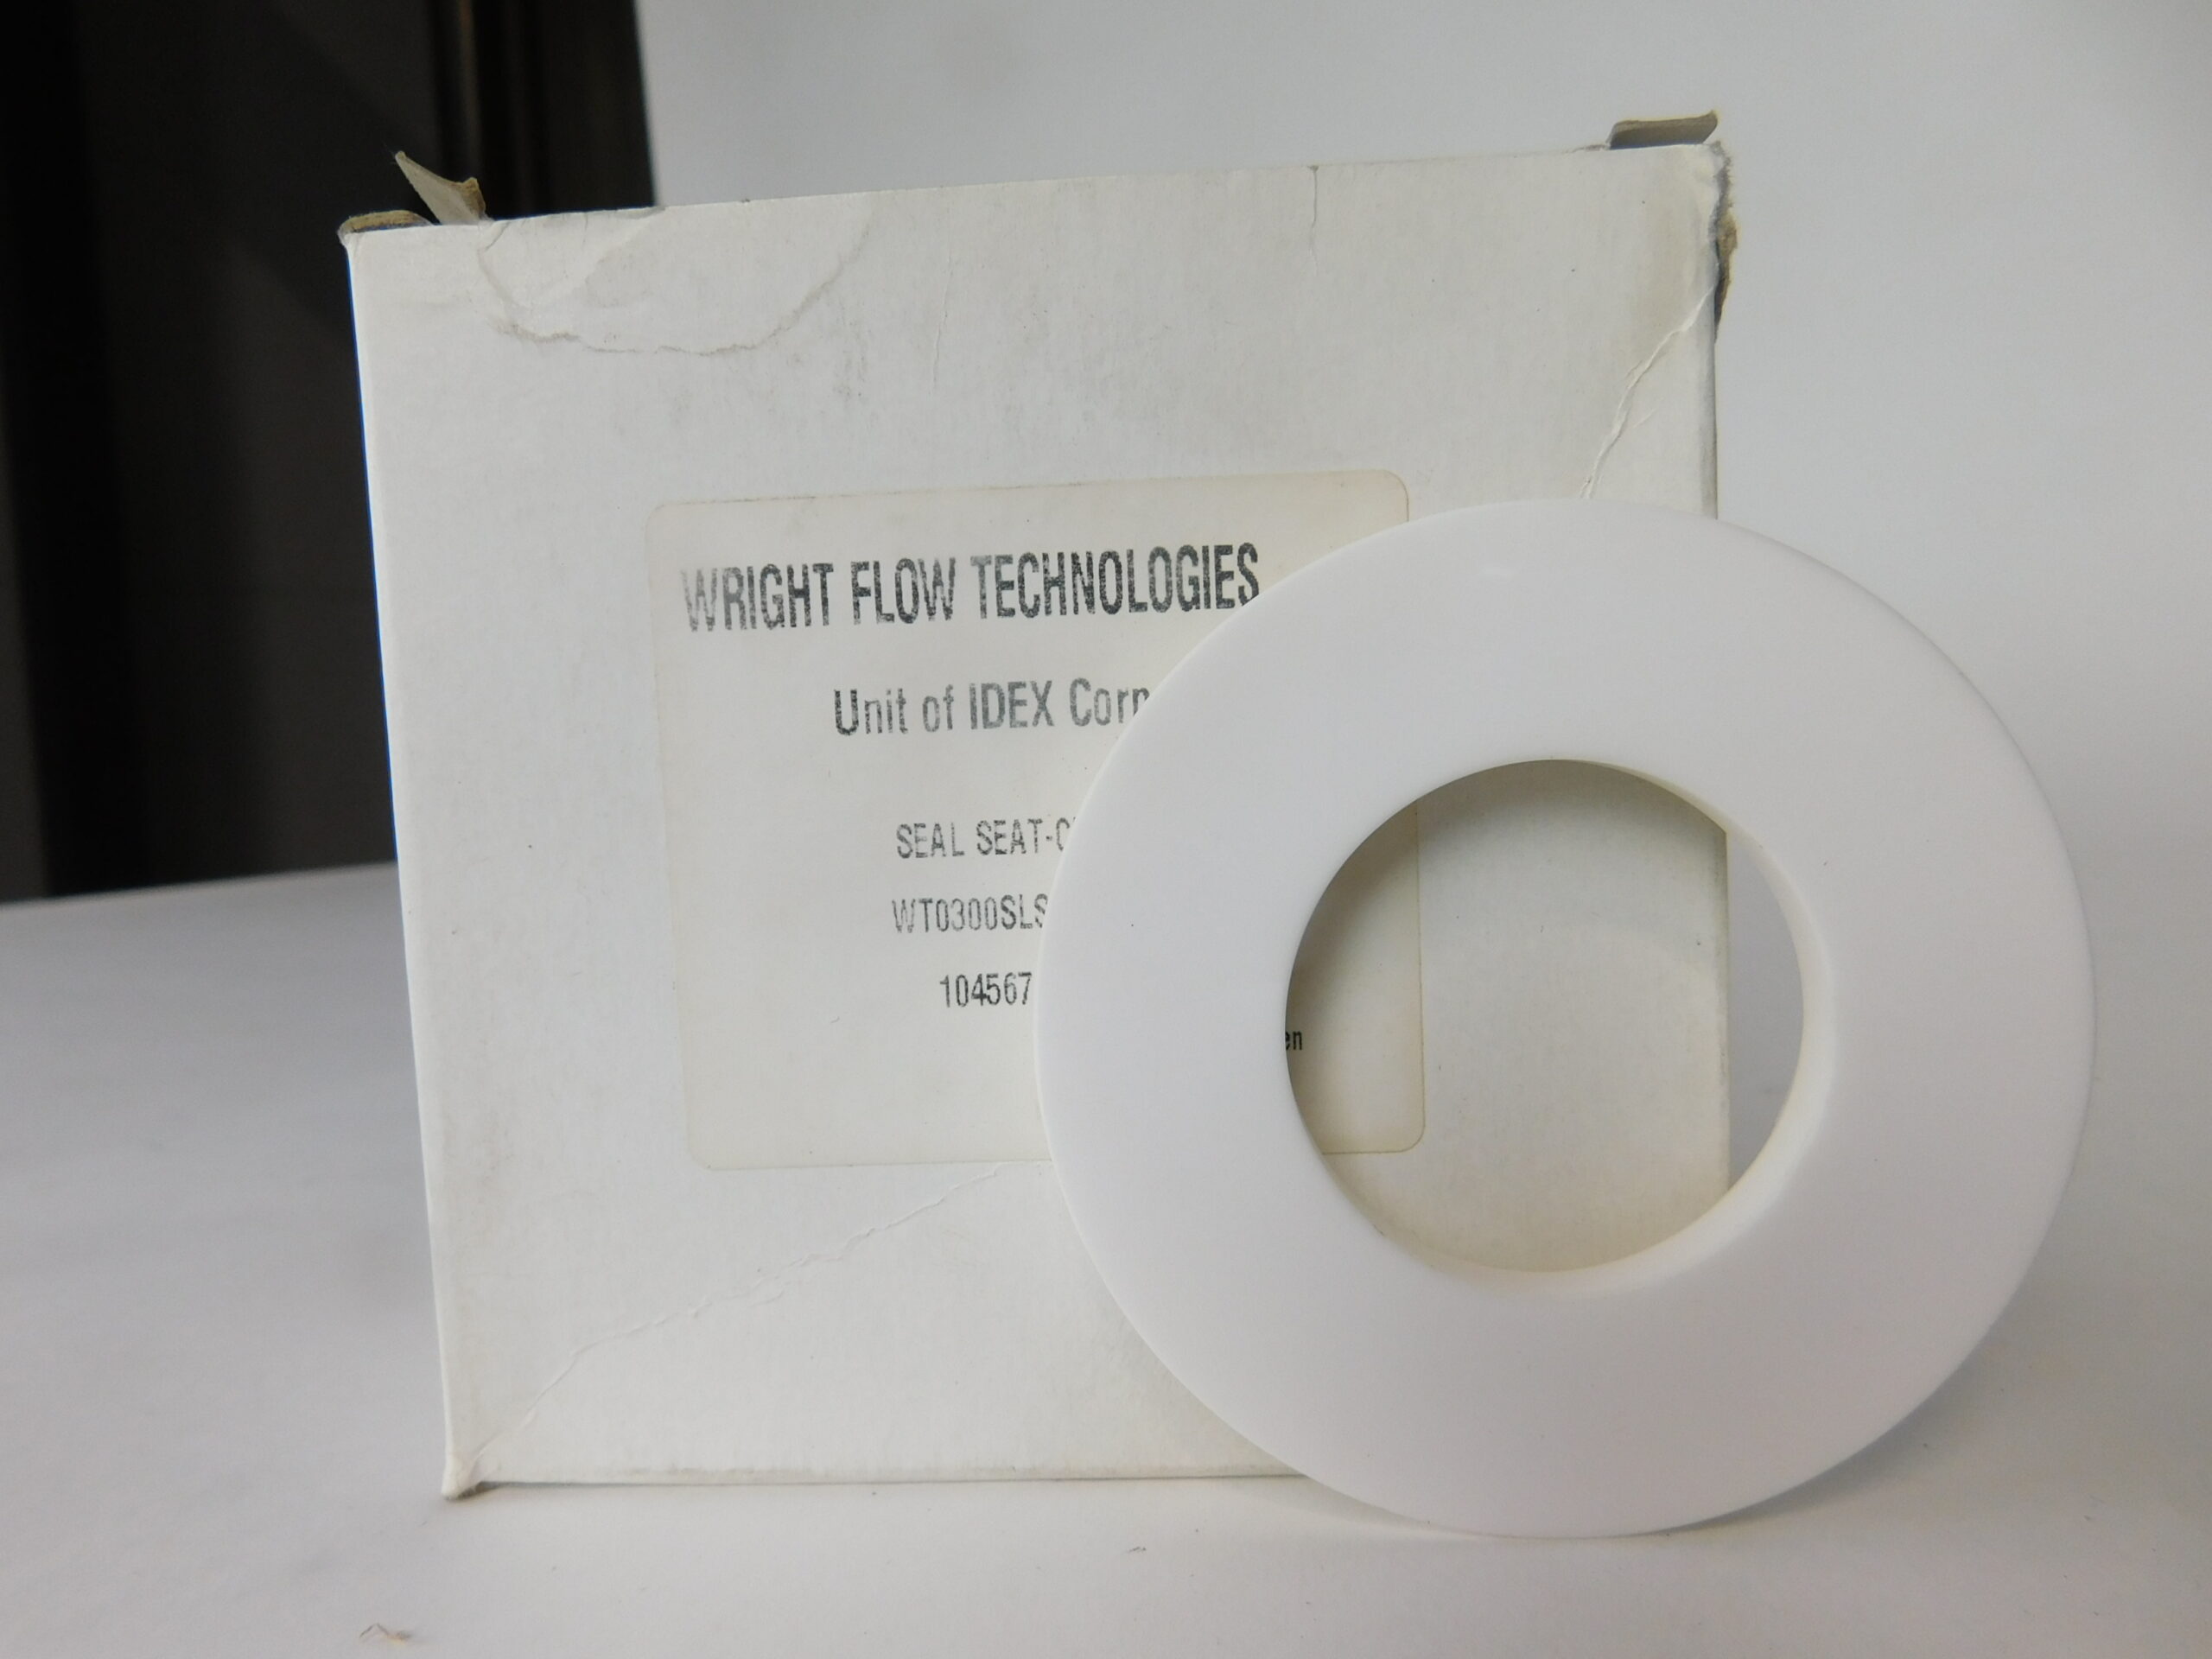 WRIGHT FLOW TECHNOLOGIES
Unit of IDEX Corp
SEAL SEAT-C
WT0300SLS
104567
en